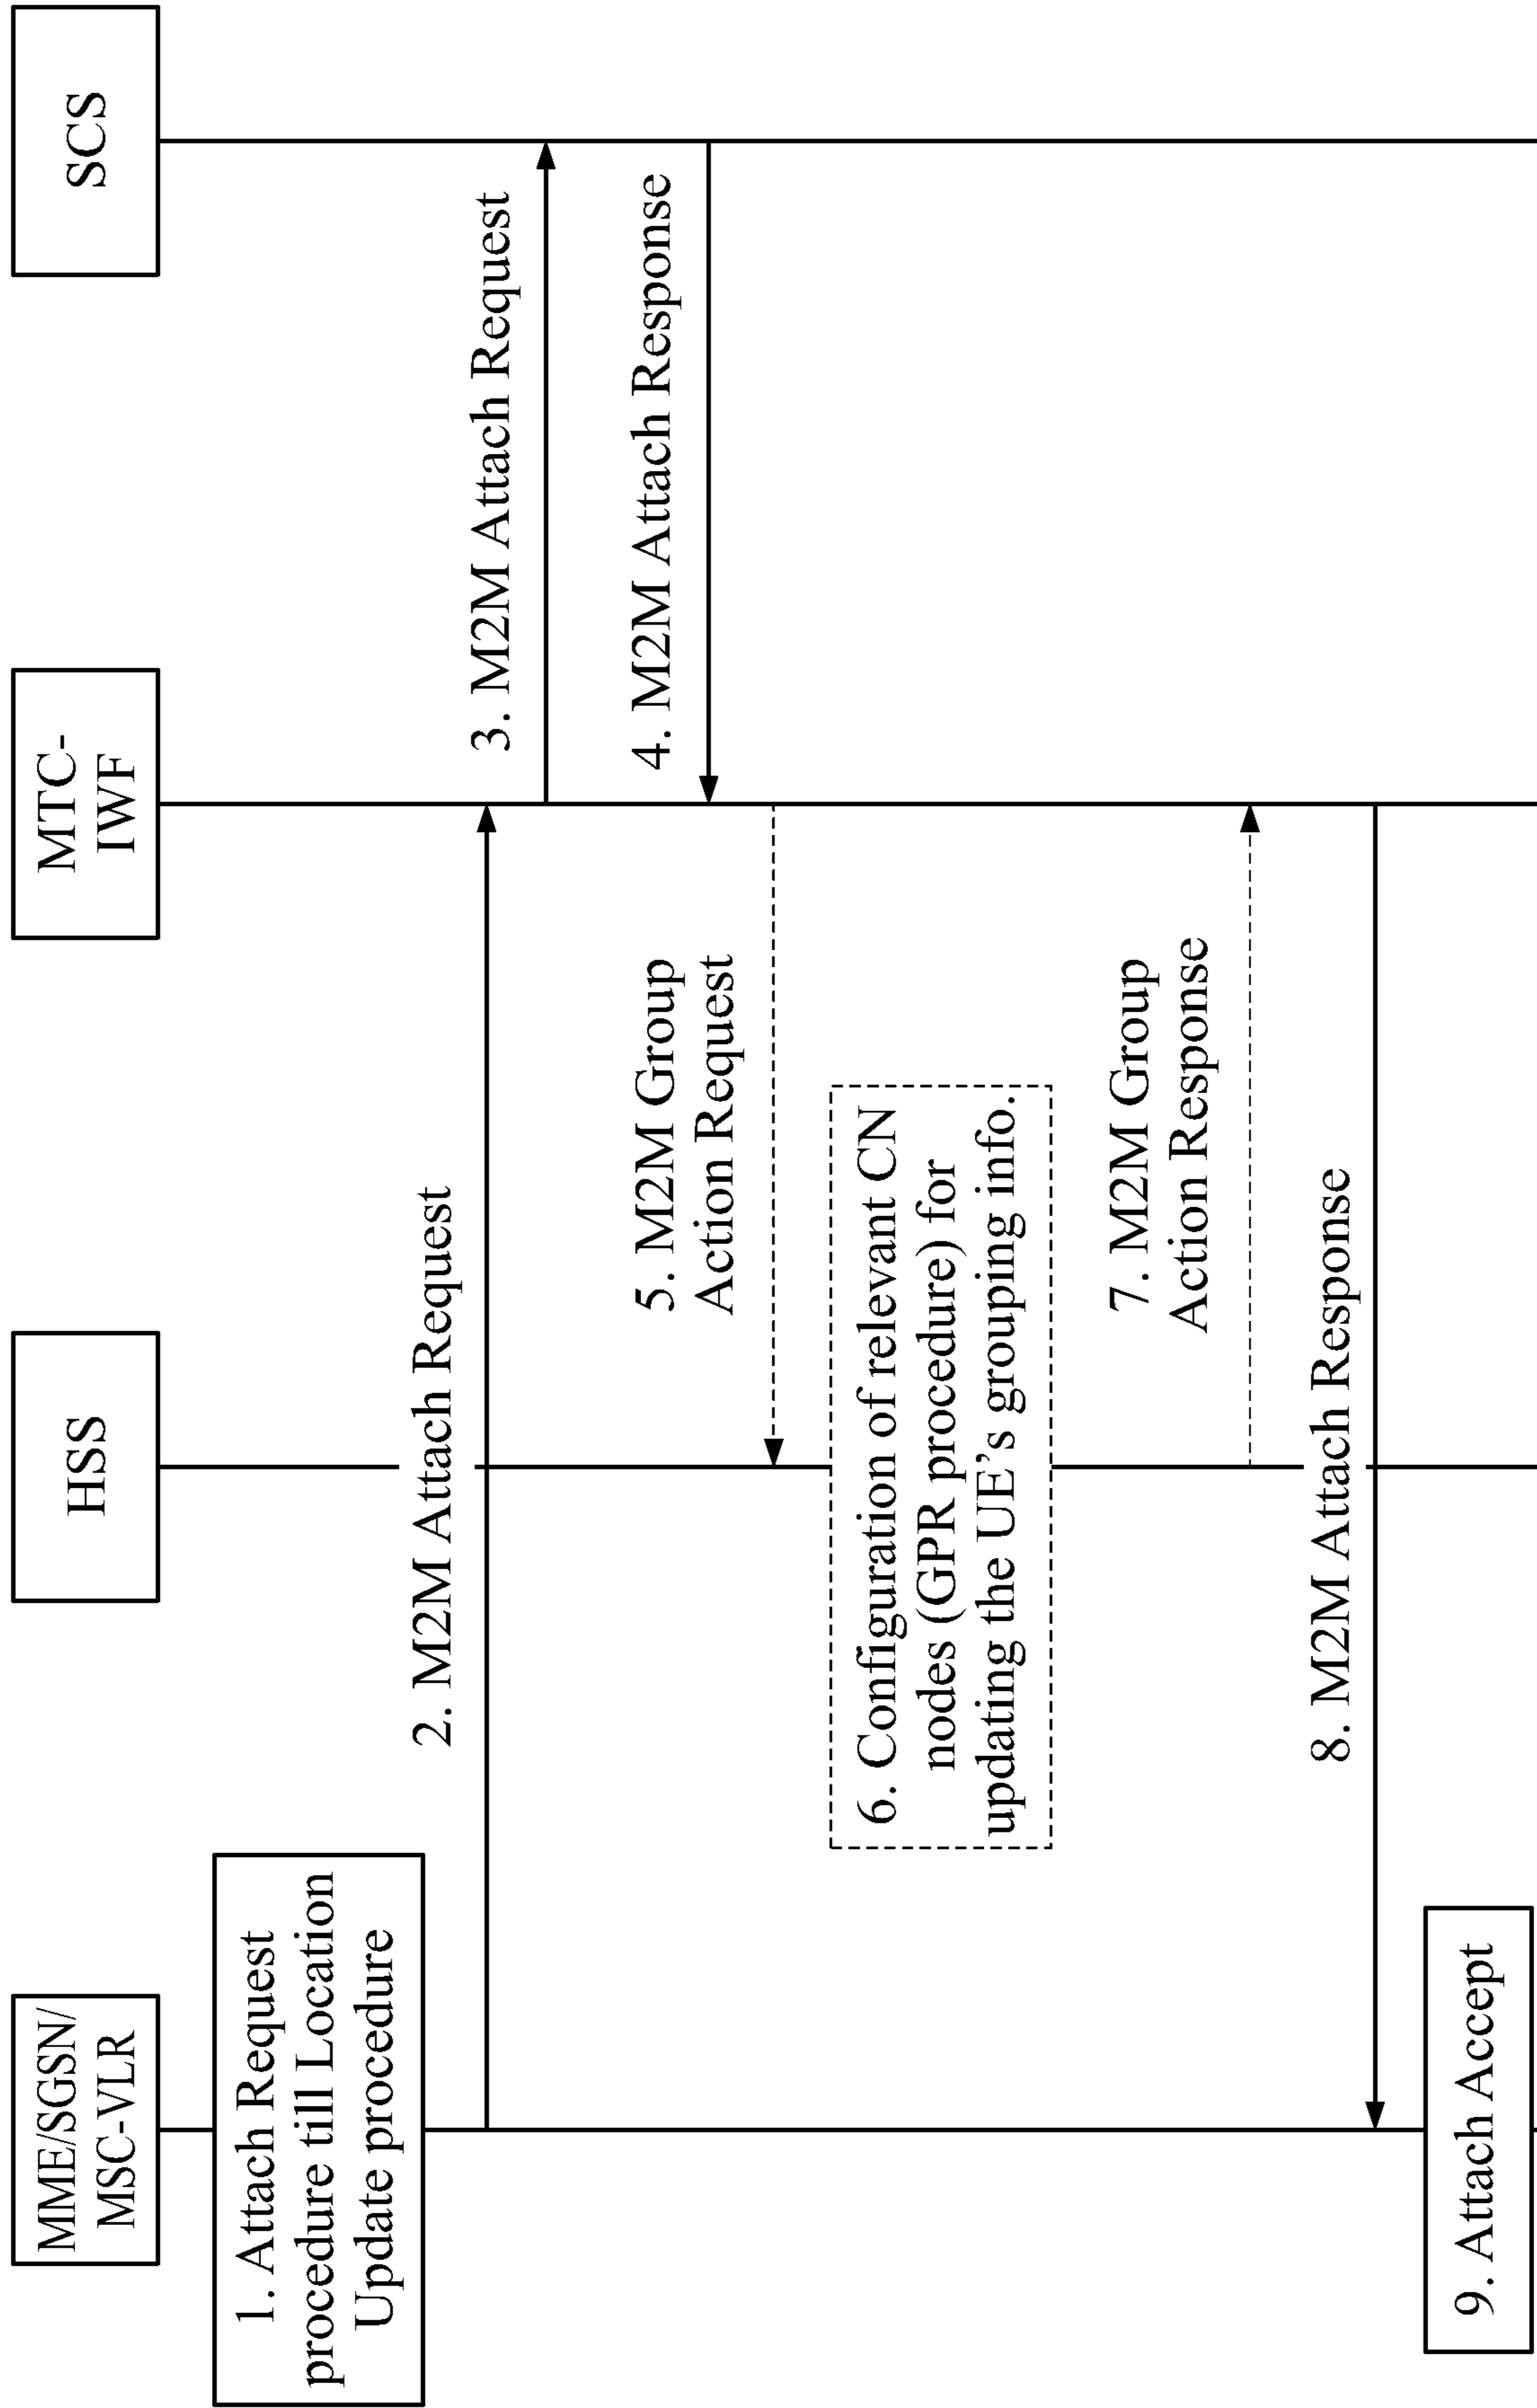 MME/SGSN/
MSC-VLR
HSS
MTC-
IWF
SCS
1. Attach Request
procedure till Location
Update procedure
2. M2M Attach Request
3. M2M Attach Request
4. M2M Attach Response
5. M2M Group
Action Request
6. Configuration of relevant CN
nodes (GPR procedure) for
updating the UE's grouping info.
7. M2M Group
Action Response
8. M2M Attach Response
9. Attach Accept